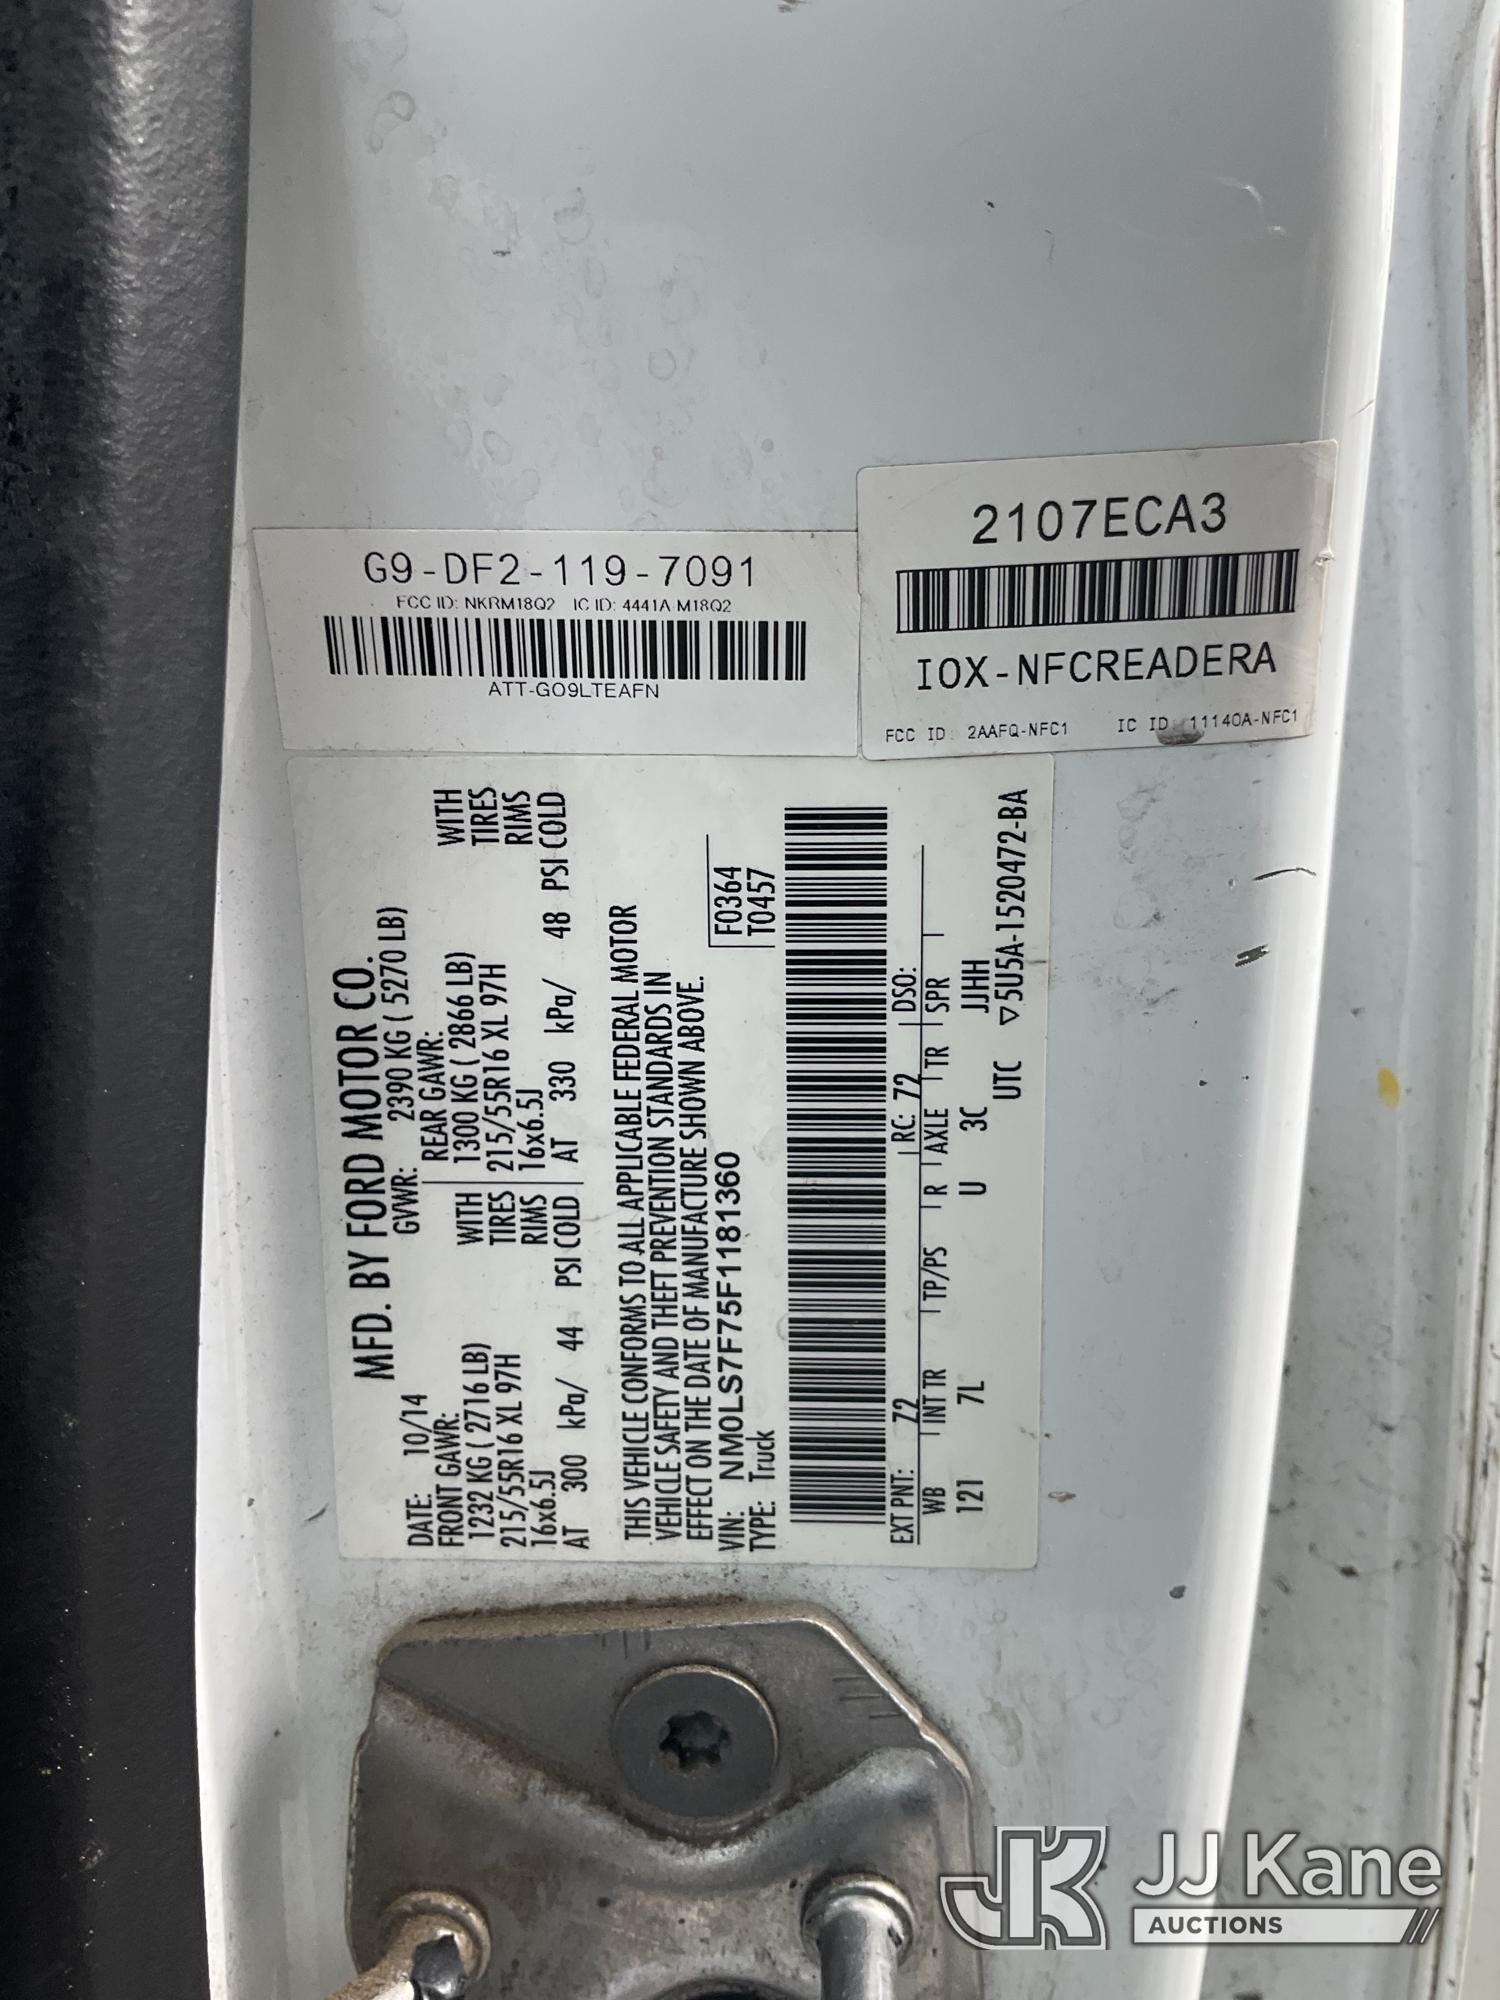 G9-DF2-119-7091
FCC ID: NKRM18Q2 IC ID: 4441A M18Q2
ATT-GO9LTEAFN
2107ECA3
IOX-NFCREADERA
FCC ID: 2AAFQ-NFC1 IC ID: 11140A-NFC1
MFD. BY FORD MOTOR CO.
DATE: 10/14 GVWR: 2390 KG ( 5270 LB)
FRONT GAWR: REAR GAWR:
1232 KG ( 2716 LB) WITH 1300 KG ( 2866 LB) WITH
215/55R16 XL 97H TIRES 215/55R16 XL 97H TIRES
16x6.5J RIMS 16x6.5J RIMS
AT 300 kPa/ 44 PSI COLD AT 330 kPa/ 48 PSI COLD
THIS VEHICLE CONFORMS TO ALL APPLICABLE FEDERAL MOTOR
VEHICLE SAFETY AND THEFT PREVENTION STANDARDS IN
EFFECT ON THE DATE OF MANUFACTURE SHOWN ABOVE.
VIN: NM0LS7F75F1181360 F0364
TYPE: Truck T0457
EXT PNT: 7Z RC: 72 DSO:
WB INT TR TP/PS R AXLE TR SPR
121 7L U 3C JJHH
UTC ▽5U5A-1520472-BA
JK JJ Kane
AUCTIONS